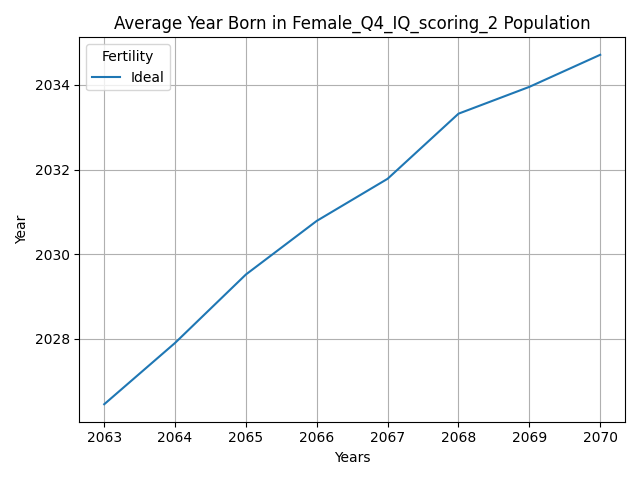 Average Year Born in Female_Q4_IQ_scoring_2 Population
Fertility
Ideal
Year
2034
2032
2030
2028
2063 2064 2065 2066 2067 2068 2069 2070
Years